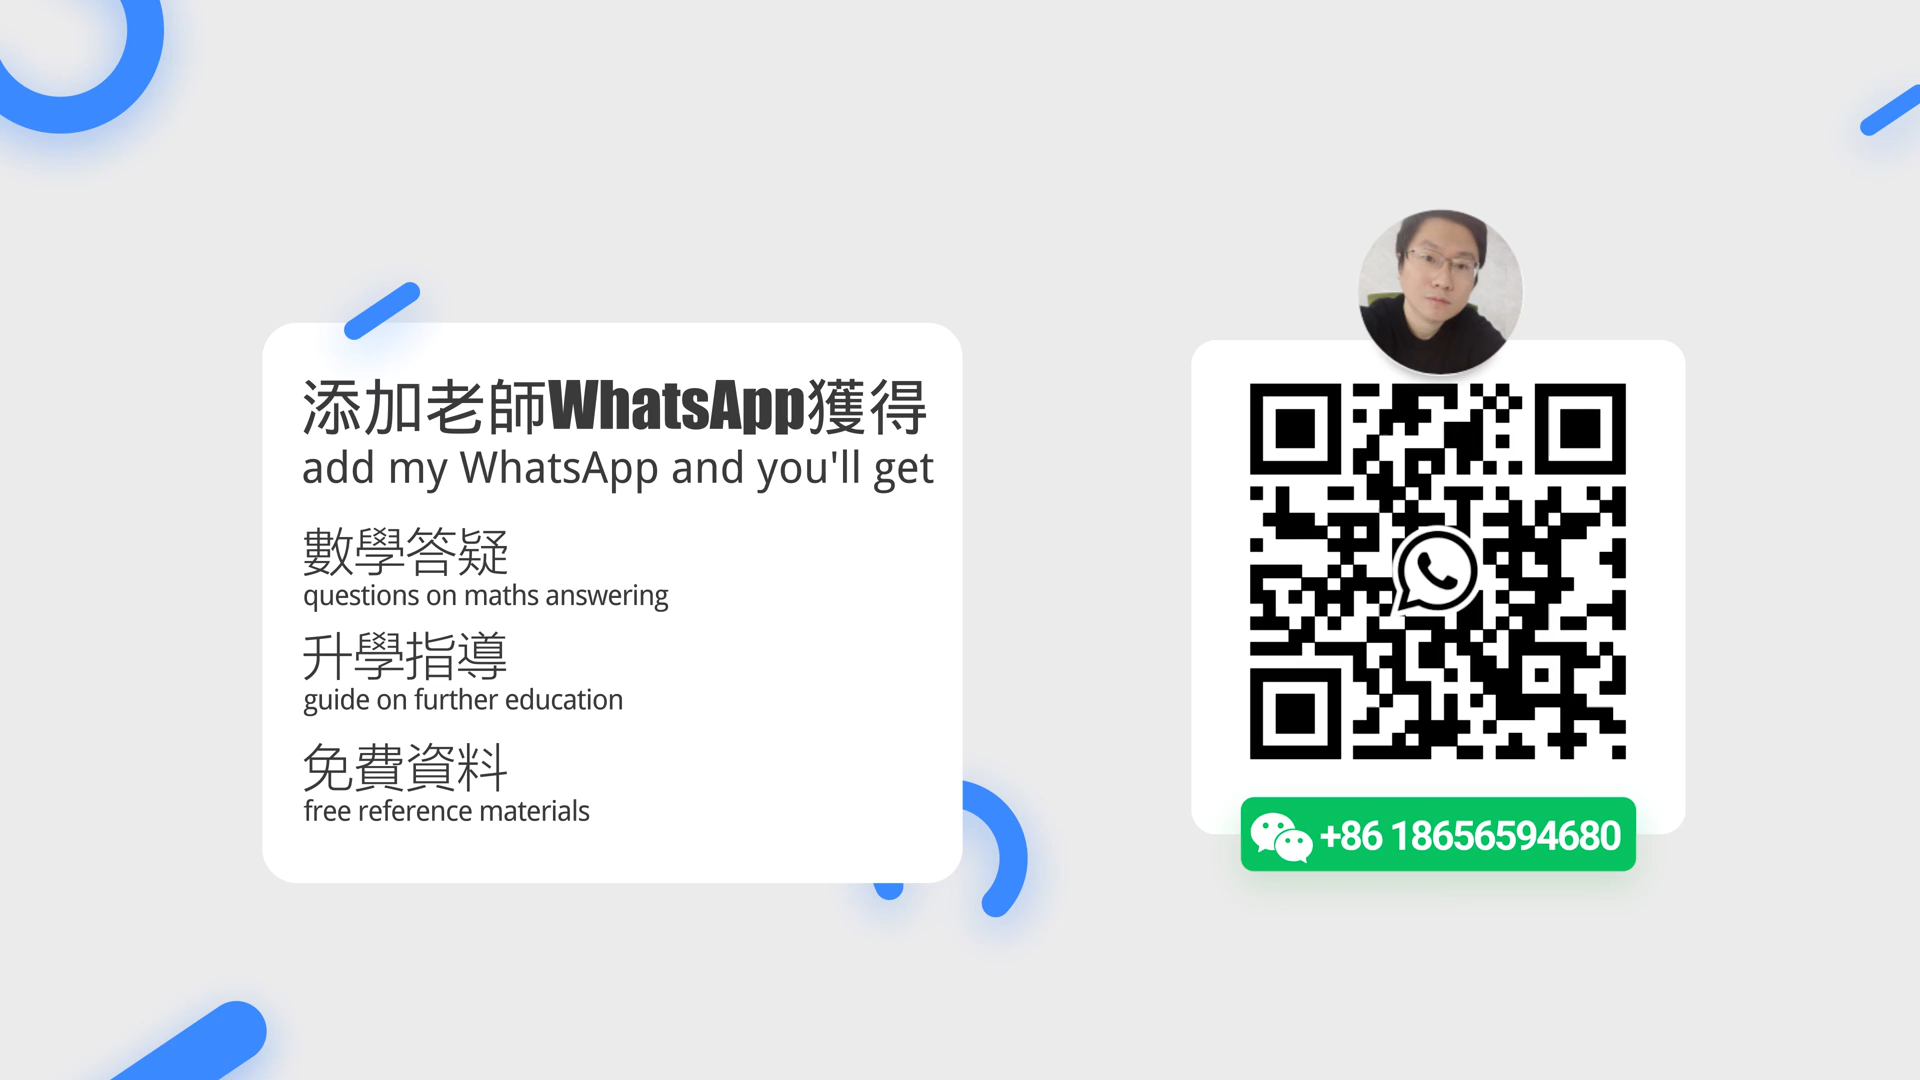 添加老師WhatsApp獲得
add my WhatsApp and you'll get
數學答疑
questions on maths answering
升學指導
guide on further education
免費資料
free reference materials
+86 18656594680